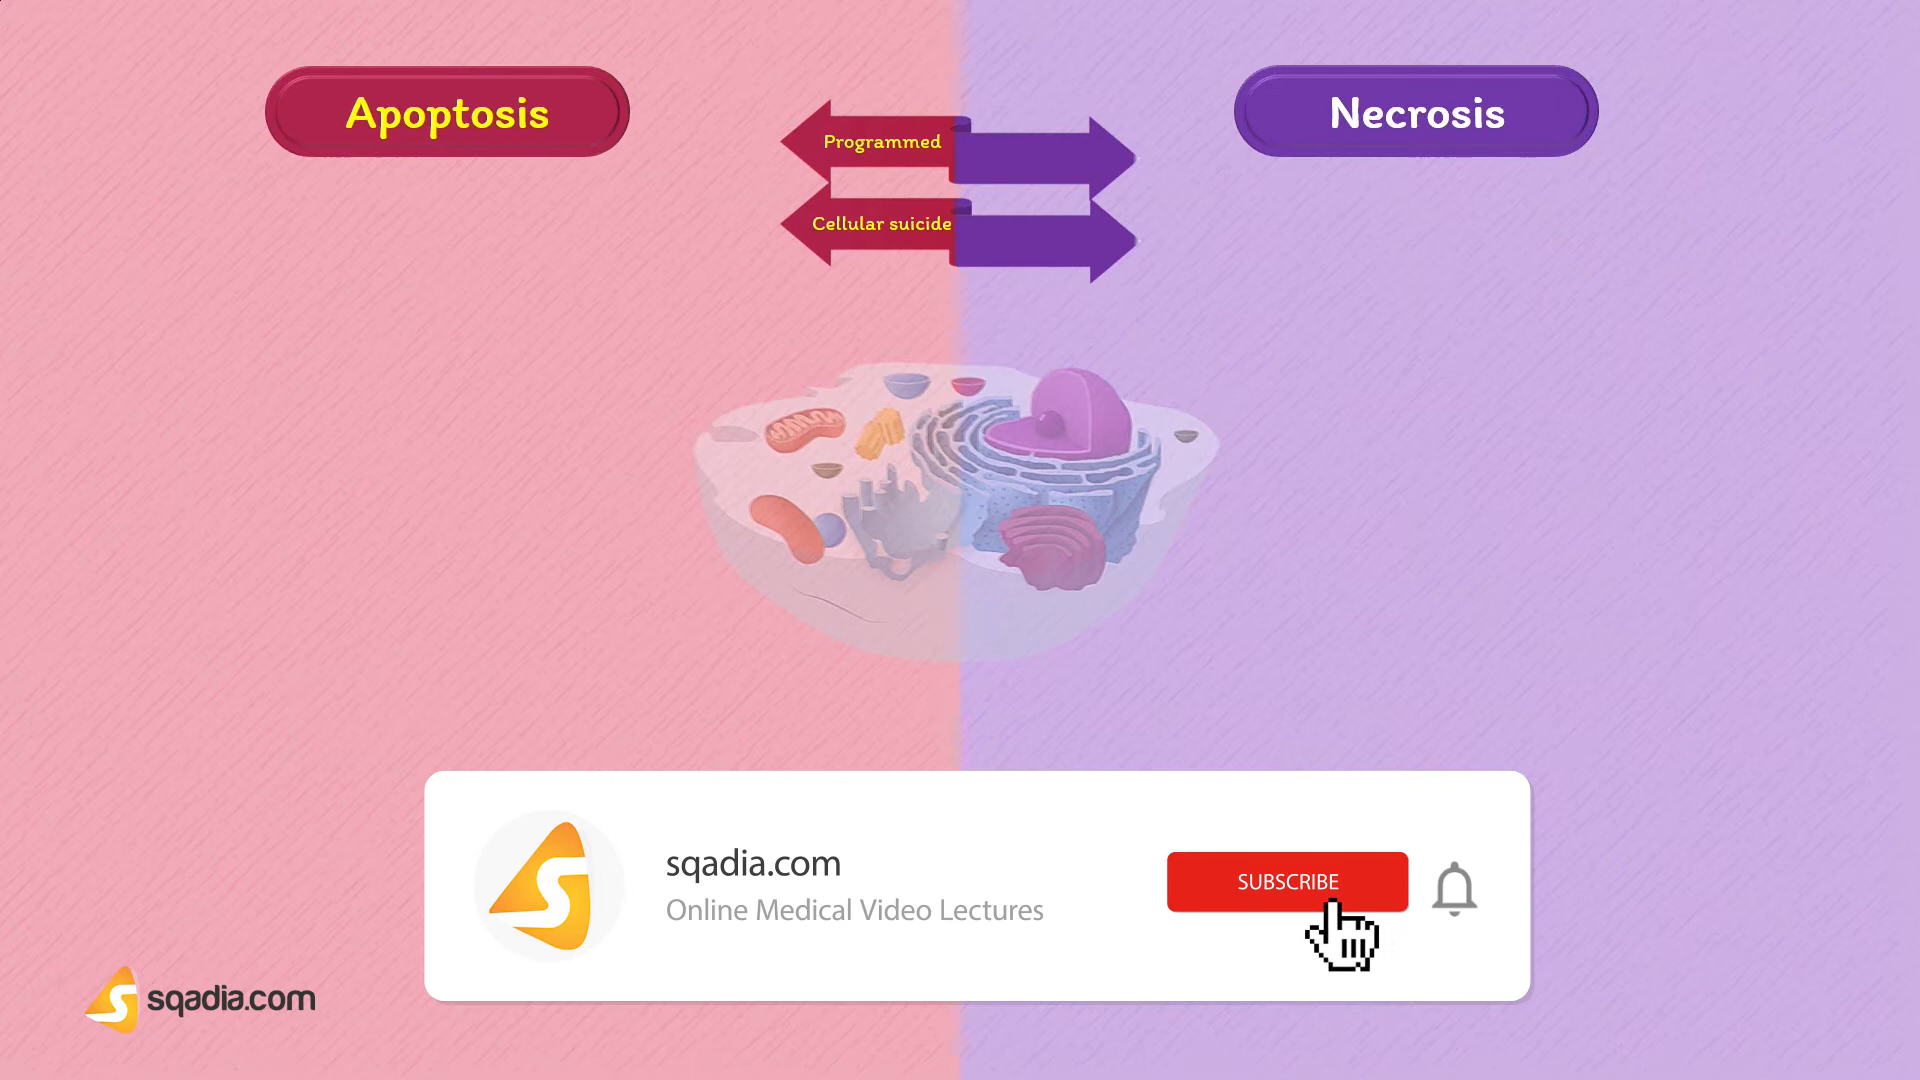 Apoptosis
Necrosis
Programmed
Cellular suicide
sqadia.com
Online Medical Video Lectures
SUBSCRIBE
sqadia.com